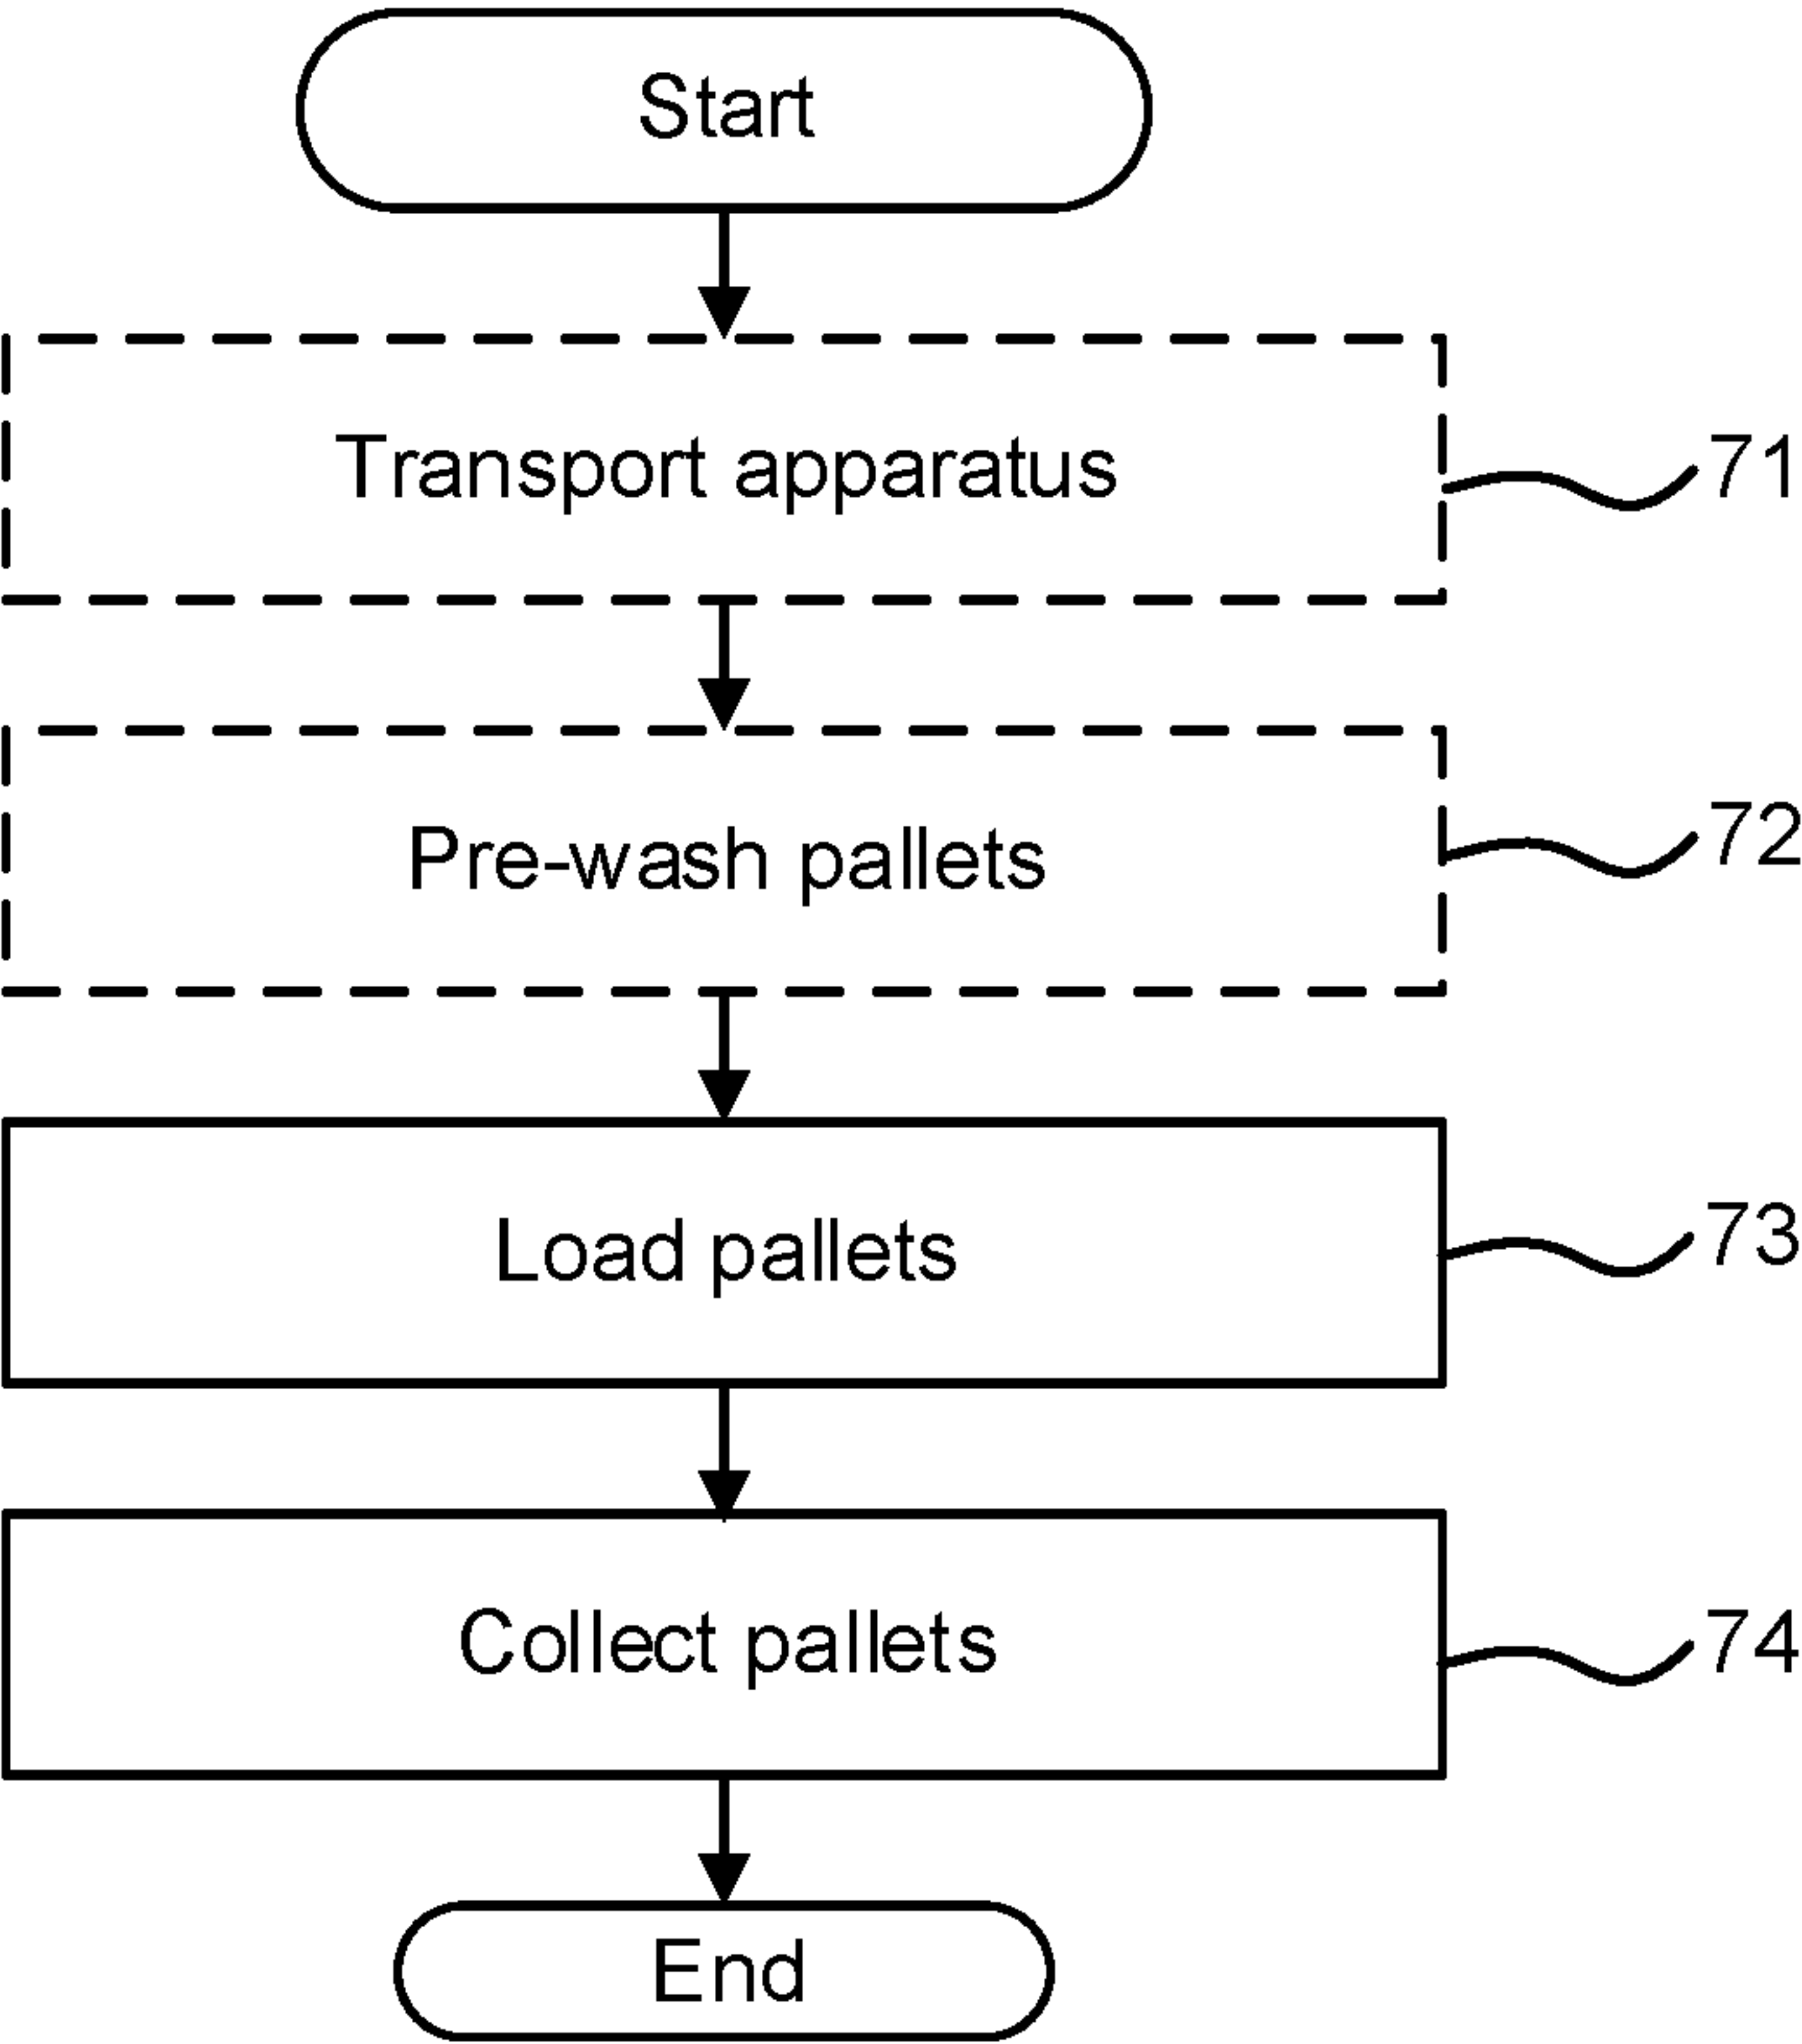 Start
Transport apparatus
71
Pre-wash pallets
72
Load pallets
73
Collect pallets
74
End